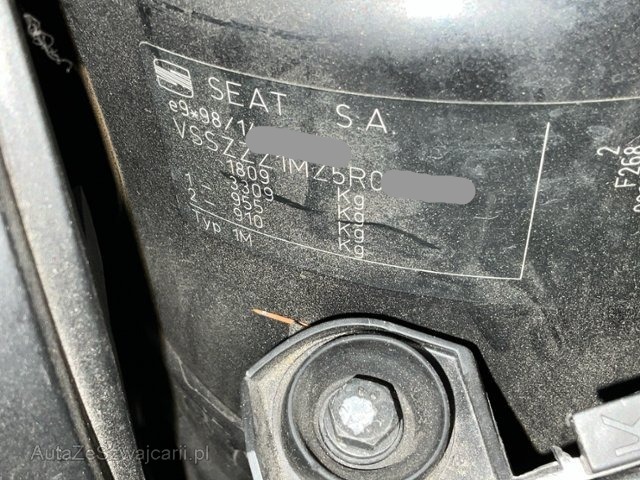 SEAT S.A.
e9*98/1
VSSZZZ1MZ5R0
1809 Kg
3309 Kg
1 - 955 Kg
2 - 910 Kg
Typ 1M
2
F268
K
AutaZeSzwajcarii.pl